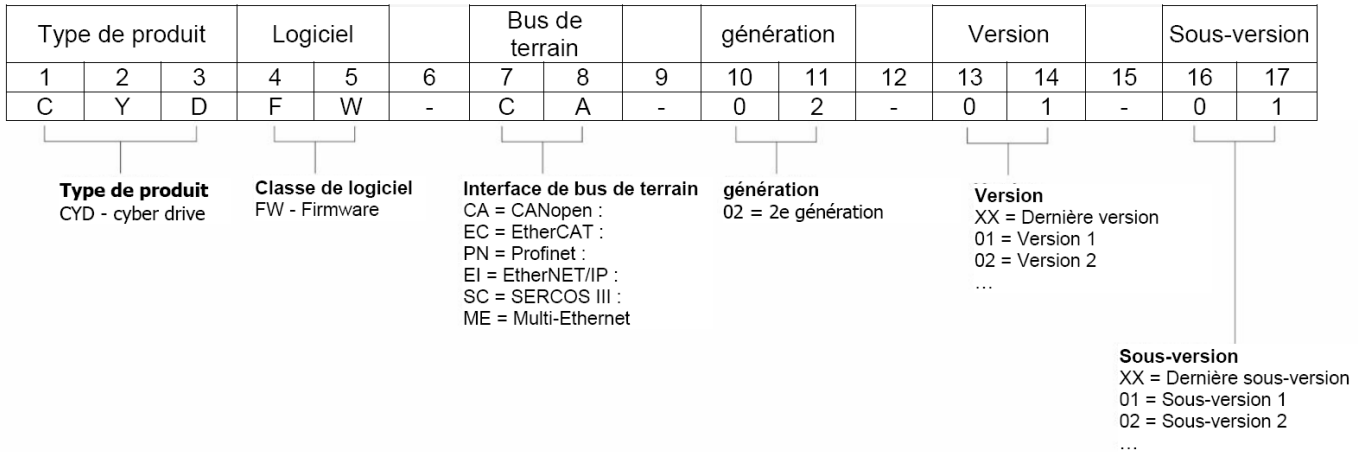 Type de produit Logiciel Bus de terrain génération Version Sous-version
1 2 3 4 5 6 7 8 9 10 11 12 13 14 15 16 17
C Y D F W - C A - 0 2 - 0 1 - 0 1
Type de produit
CYD - cyber drive
Classe de logiciel
FW - Firmware
Interface de bus de terrain
CA = CANopen :
EC = EtherCAT :
PN = Profinet :
EI = EtherNET/IP :
SC = SERCOS III :
ME = Multi-Ethernet
génération
02 = 2e génération
Version
XX = Dernière version
01 = Version 1
02 = Version 2
…
Sous-version
XX = Dernière sous-version
01 = Sous-version 1
02 = Sous-version 2
…